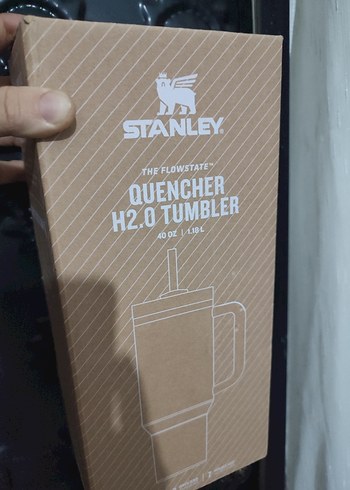 STANLEY.
THE FLOWSTATE™
QUENCHER
H2.0 TUMBLER
40 OZ | 1.18 L